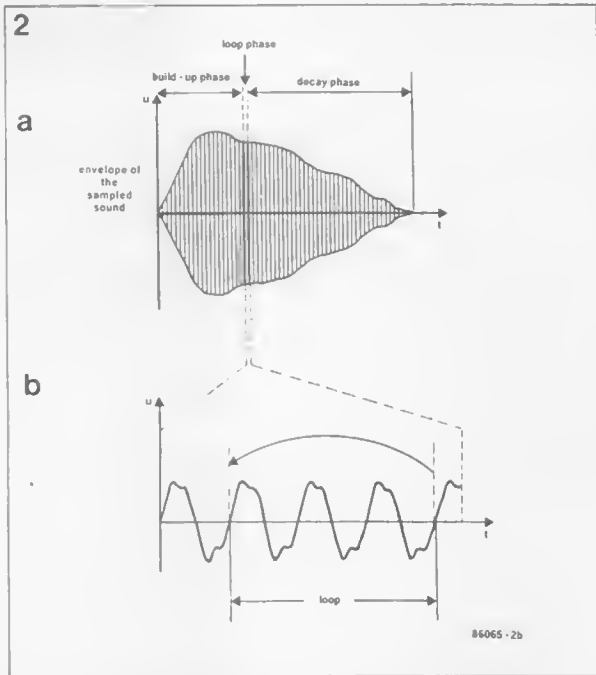 2
loop phase
build-up phase
decay phase
u
a
envelope of
the
sampled
sound
t
b
u
t
loop
86065-2b